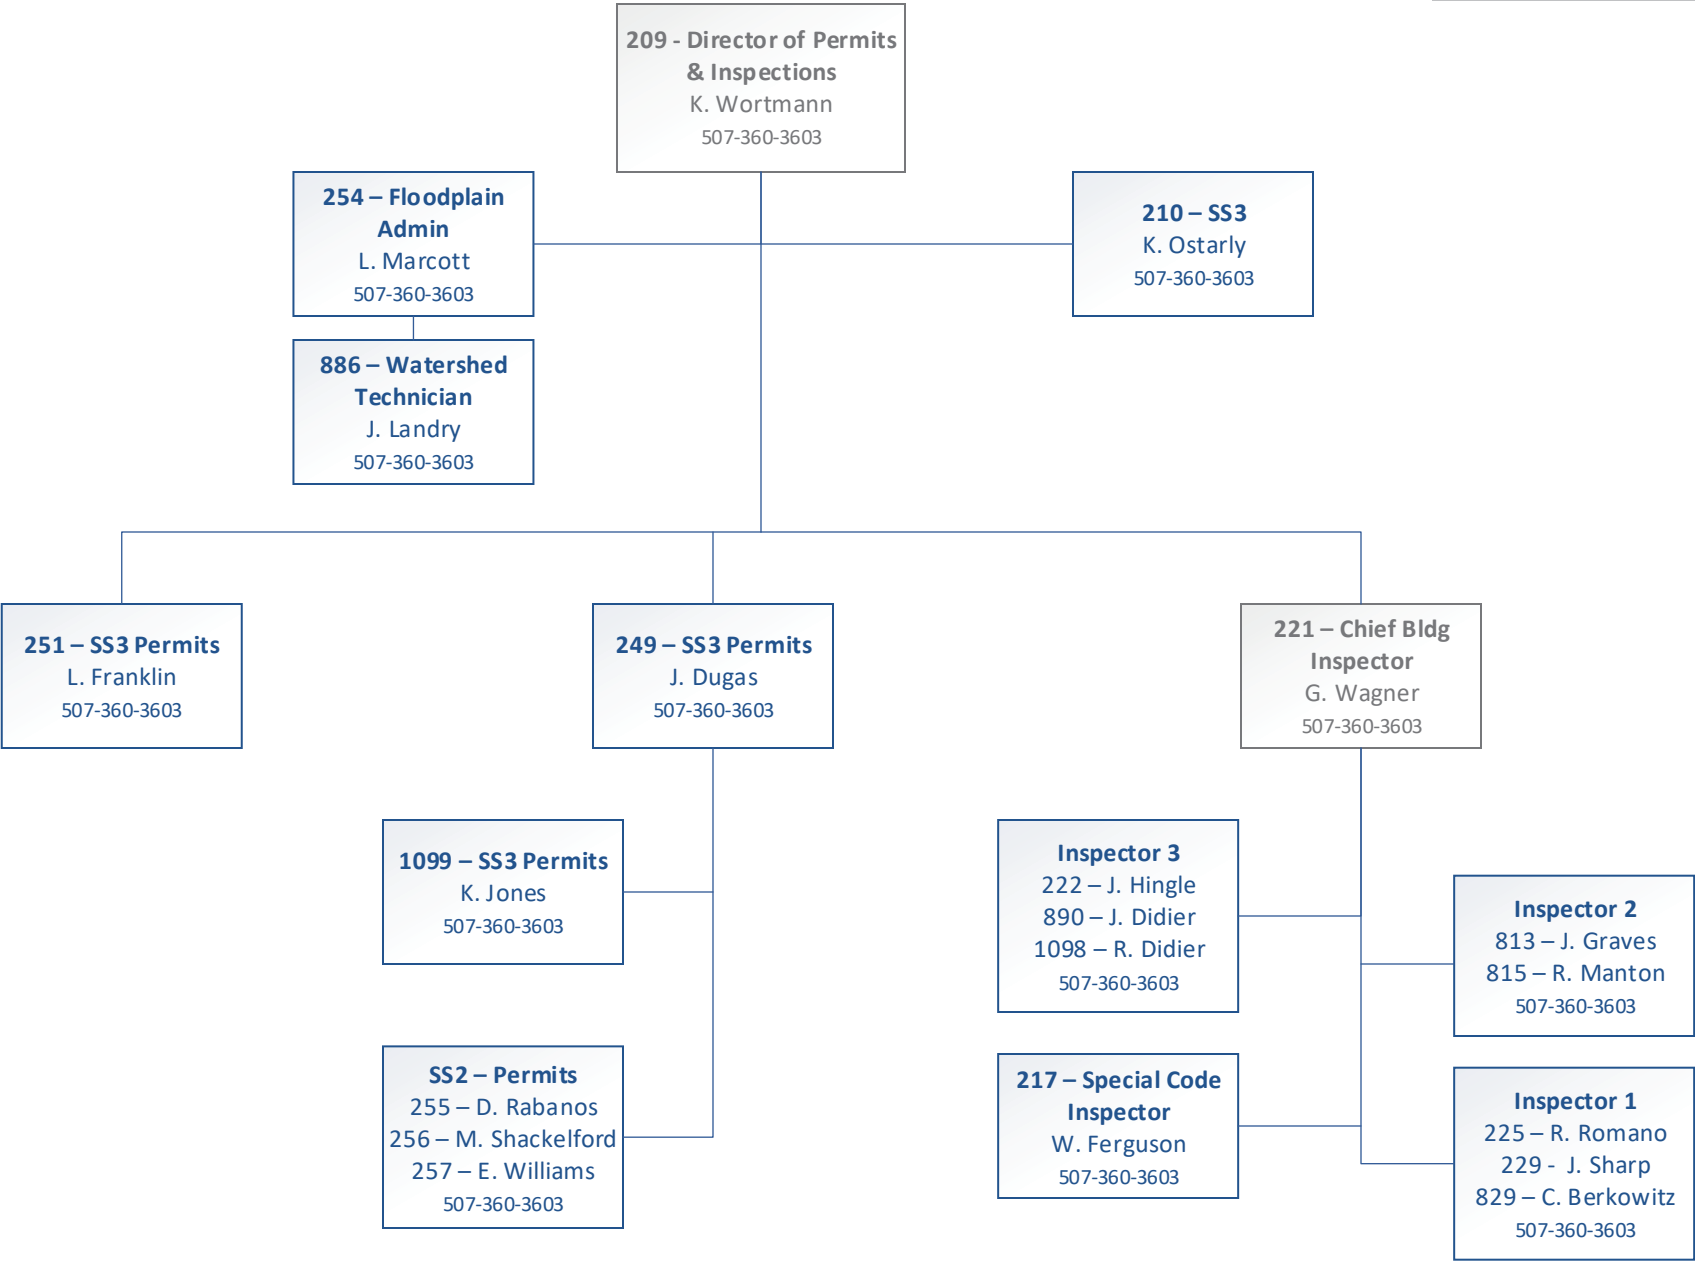 209 - Director of Permits
& Inspections
K. Wortmann
507-360-3603
254 – Floodplain
Admin
L. Marcott
507-360-3603
210 – SS3
K. Ostarly
507-360-3603
886 – Watershed
Technician
J. Landry
507-360-3603
251 – SS3 Permits
L. Franklin
507-360-3603
249 – SS3 Permits
J. Dugas
507-360-3603
221 – Chief Bldg
Inspector
G. Wagner
507-360-3603
1099 – SS3 Permits
K. Jones
507-360-3603
Inspector 3
222 – J. Hingle
890 – J. Didier
1098 – R. Didier
507-360-3603
Inspector 2
813 – J. Graves
815 – R. Manton
507-360-3603
SS2 – Permits
255 – D. Rabanos
256 – M. Shackelford
257 – E. Williams
507-360-3603
217 – Special Code
Inspector
W. Ferguson
507-360-3603
Inspector 1
225 – R. Romano
229 - J. Sharp
829 – C. Berkowitz
507-360-3603